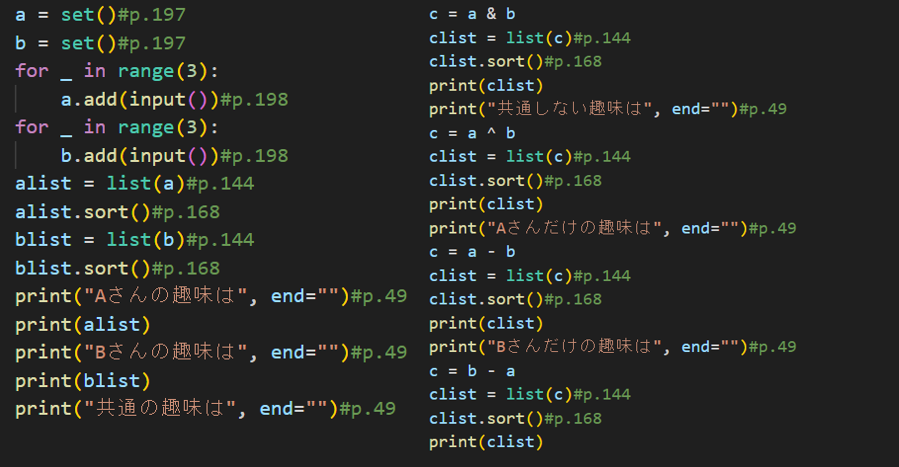 a = set()#p.197
b = set()#p.197
for _ in range(3):
    a.add(input())#p.198
for _ in range(3):
    b.add(input())#p.198
alist = list(a)#p.144
alist.sort()#p.168
blist = list(b)#p.144
blist.sort()#p.168
print("Aさんの趣味は", end="")#p.49
print(alist)
print("Bさんの趣味は", end="")#p.49
print(blist)
print("共通の趣味は", end="")#p.49
c = a & b
clist = list(c)#p.144
clist.sort()#p.168
print(clist)
print("共通しない趣味は", end="")#p.49
c = a ^ b
clist = list(c)#p.144
clist.sort()#p.168
print(clist)
print("Aさんだけの趣味は", end="")#p.49
c = a - b
clist = list(c)#p.144
clist.sort()#p.168
print(clist)
print("Bさんだけの趣味は", end="")#p.49
c = b - a
clist = list(c)#p.144
clist.sort()#p.168
print(clist)